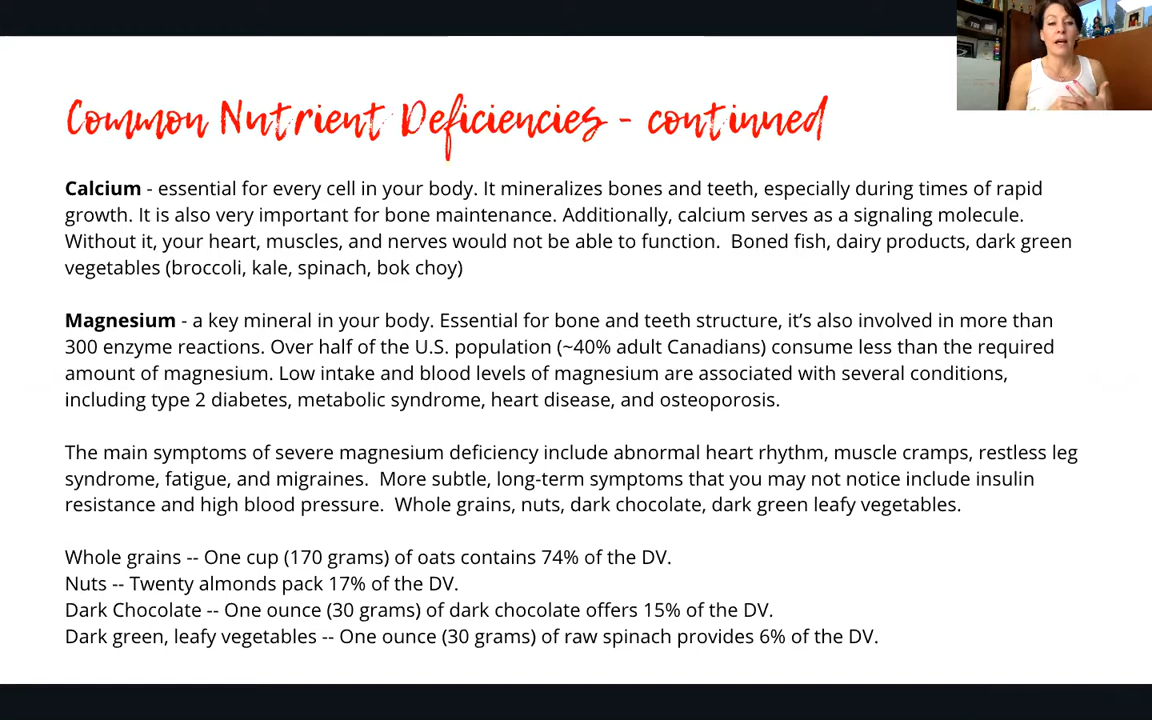 Common Nutrient Deficiencies - continued
Calcium - essential for every cell in your body. It mineralizes bones and teeth, especially during times of rapid
growth. It is also very important for bone maintenance. Additionally, calcium serves as a signaling molecule.
Without it, your heart, muscles, and nerves would not be able to function.  Boned fish, dairy products, dark green
vegetables (broccoli, kale, spinach, bok choy)
Magnesium - a key mineral in your body. Essential for bone and teeth structure, it’s also involved in more than
300 enzyme reactions. Over half of the U.S. population (~40% adult Canadians) consume less than the required
amount of magnesium. Low intake and blood levels of magnesium are associated with several conditions,
including type 2 diabetes, metabolic syndrome, heart disease, and osteoporosis.
The main symptoms of severe magnesium deficiency include abnormal heart rhythm, muscle cramps, restless leg
syndrome, fatigue, and migraines.  More subtle, long-term symptoms that you may not notice include insulin
resistance and high blood pressure.  Whole grains, nuts, dark chocolate, dark green leafy vegetables.
Whole grains -- One cup (170 grams) of oats contains 74% of the DV.
Nuts -- Twenty almonds pack 17% of the DV.
Dark Chocolate -- One ounce (30 grams) of dark chocolate offers 15% of the DV.
Dark green, leafy vegetables -- One ounce (30 grams) of raw spinach provides 6% of the DV.